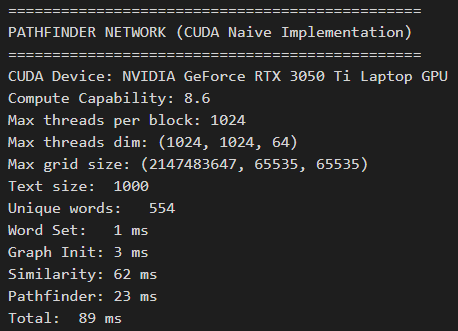 ==============================================
PATHFINDER NETWORK (CUDA Naive Implementation)
==============================================
CUDA Device: NVIDIA GeForce RTX 3050 Ti Laptop GPU
Compute Capability: 8.6
Max threads per block: 1024
Max threads dim: (1024, 1024, 64)
Max grid size: (2147483647, 65535, 65535)
Text size:  1000
Unique words:   554
Word Set:   1 ms
Graph Init: 3 ms
Similarity: 62 ms
Pathfinder: 23 ms
Total:  89 ms